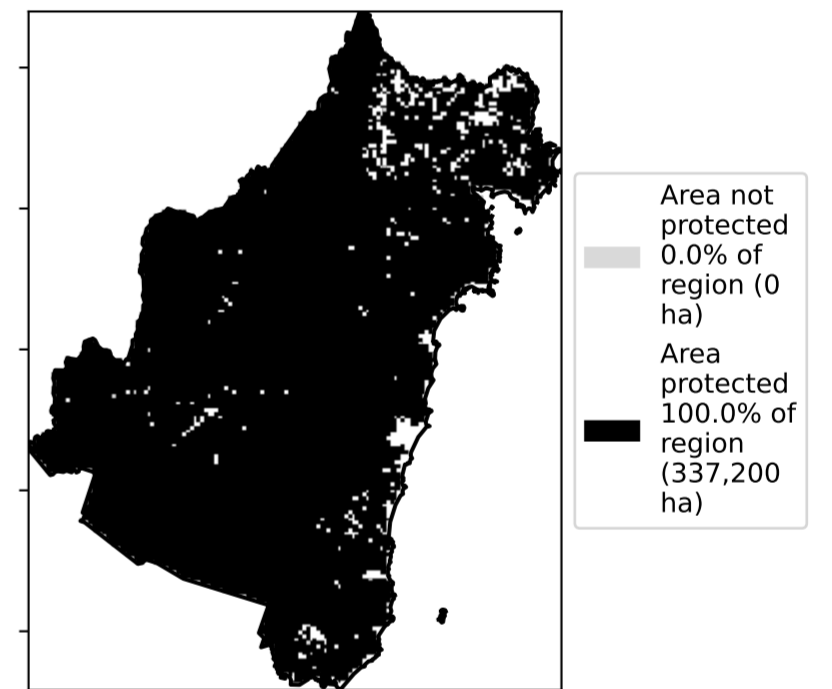 Area not
protected
0.0% of
region (0
ha)
Area
protected
100.0% of
region
(337,200
ha)